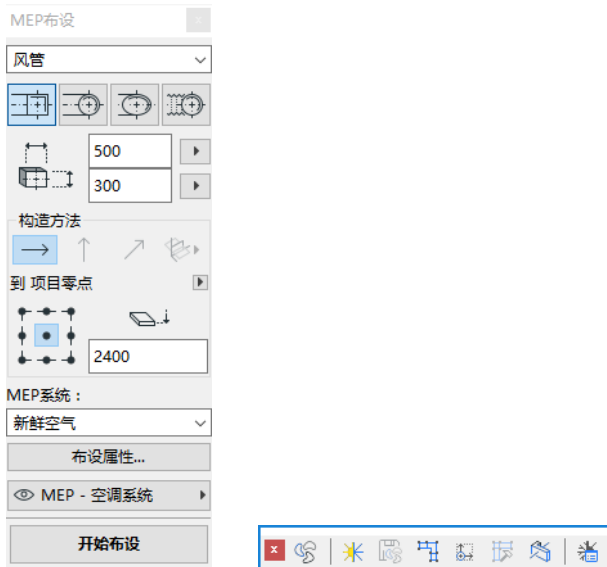 MEP布设
风管
500
300
构造方法
到 项目零点
2400
MEP系统：
新鲜空气
布设属性...
MEP - 空调系统
开始布设